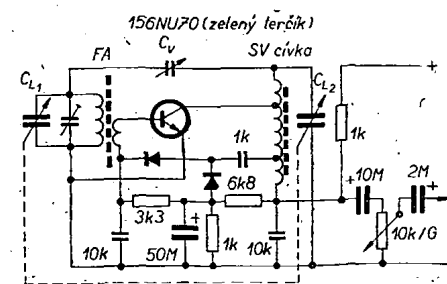 156NU70 (zelený terčík)
FA
Cv
SV cívka
CL1
CL2
+
1k
1k
10M
2M
+
+
6k8
3k3
+
10k
50M
1k
10k
10k/G